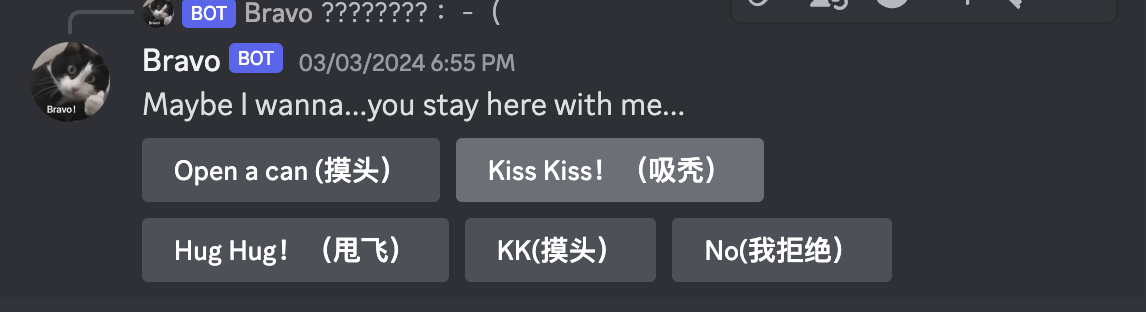 BOT Bravo ????????： - （
Bravo BOT 03/03/2024 6:55 PM
Bravo!
Maybe I wanna...you stay here with me...
Open a can (摸头） Kiss Kiss！ （吸秃）
Hug Hug！ （甩飞） KK(摸头） No(我拒绝）